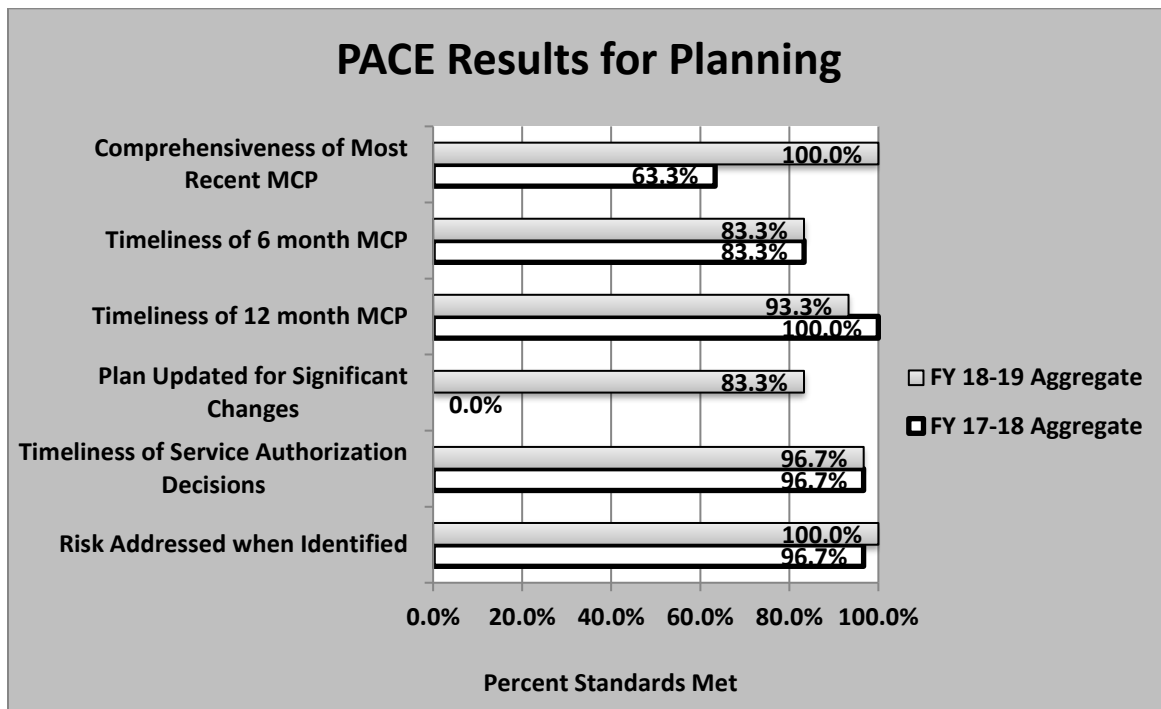 PACE Results for Planning
Comprehensiveness of Most
Recent MCP
100.0%
63.3%
Timeliness of 6 month MCP
83.3%
83.3%
Timeliness of 12 month MCP
93.3%
100.0%
Plan Updated for Significant
Changes
83.3%
0.0%
Timeliness of Service Authorization
Decisions
96.7%
96.7%
Risk Addressed when Identified
100.0%
96.7%
FY 18-19 Aggregate
FY 17-18 Aggregate
0.0% 20.0% 40.0% 60.0% 80.0% 100.0%
Percent Standards Met